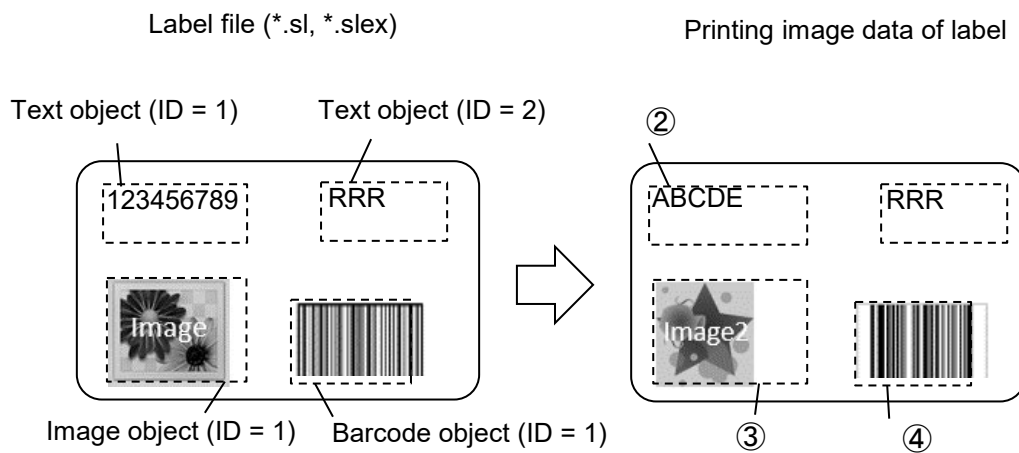 Label file (*.sl, *.slex)
Printing image data of label
Text object (ID = 1)
Text object (ID = 2)
②
123456789
RRR
ABCDE
RRR
Image
Image2
Image object (ID = 1)
Barcode object (ID = 1)
③
④